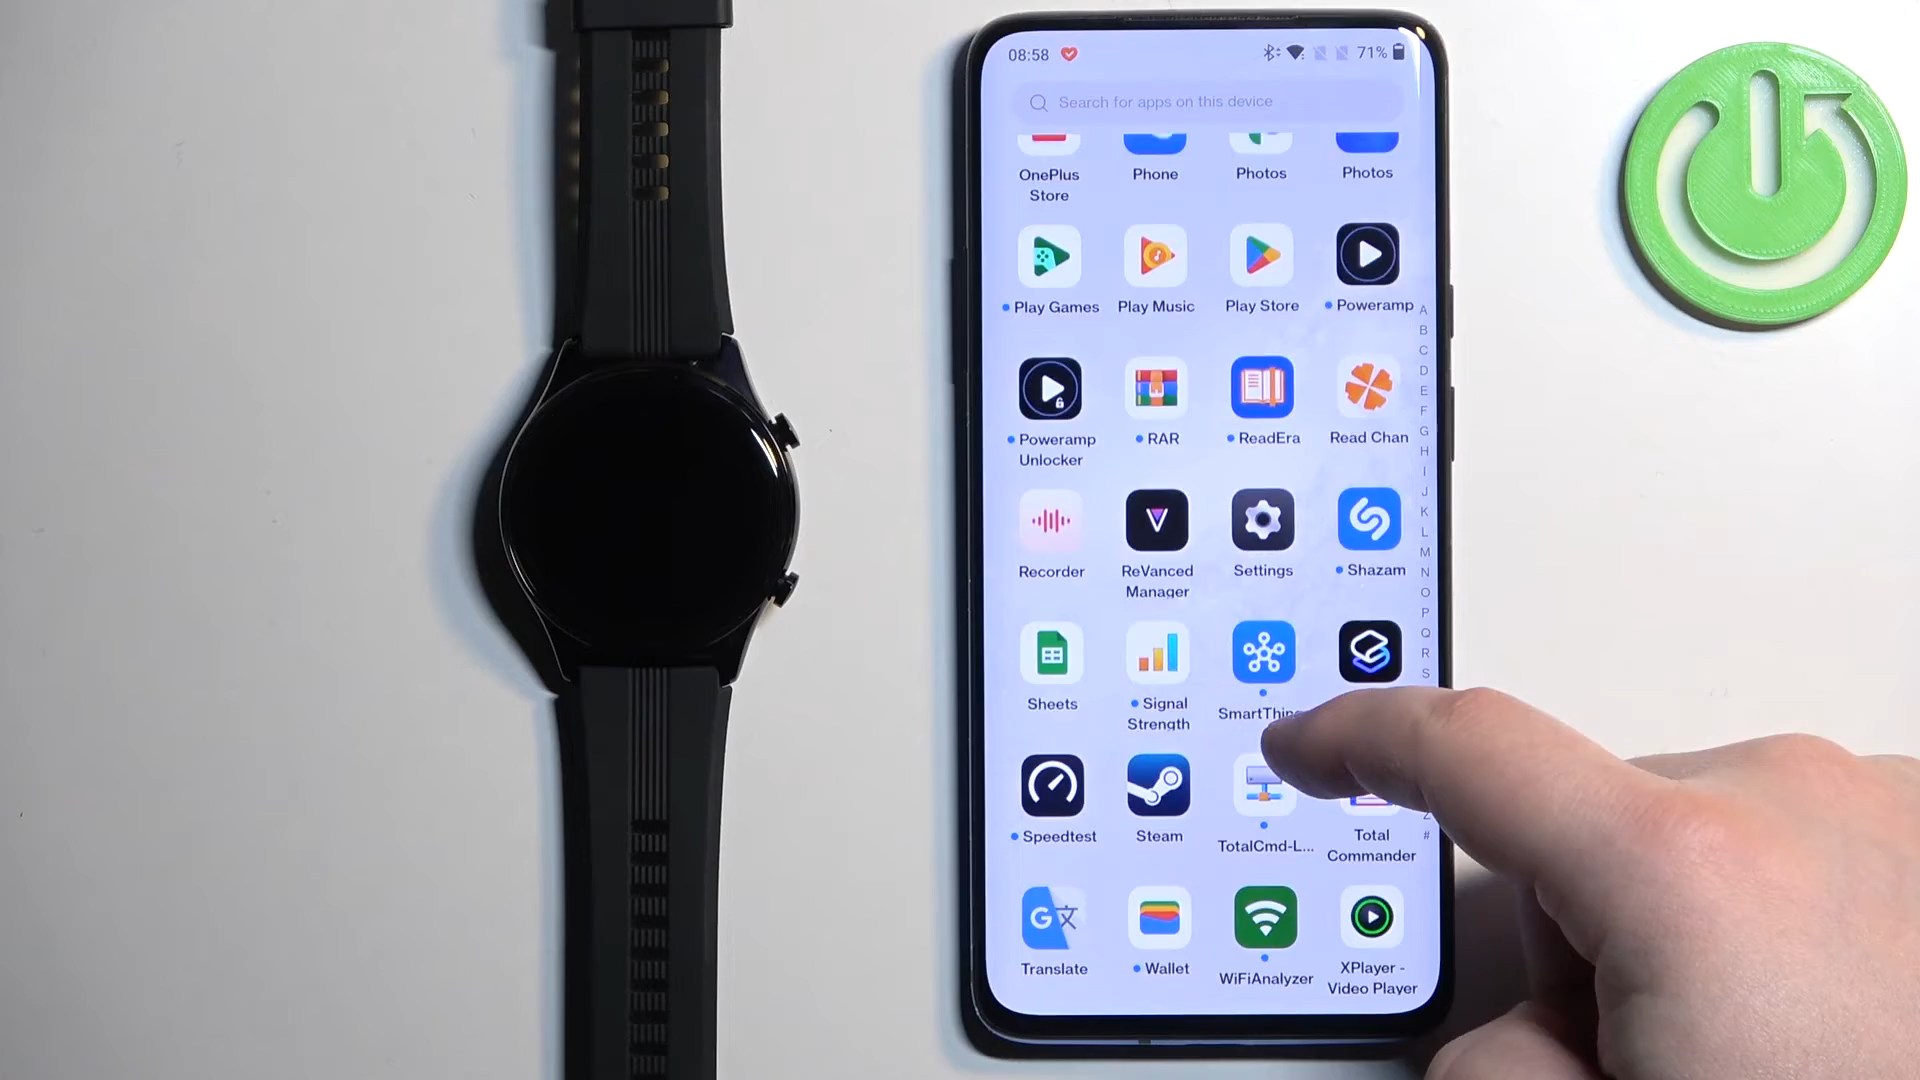 08:58
71%
Search for apps on this device
OnePlus Store
Phone
Photos
Photos
Play Games
Play Music
Play Store
Poweramp
Poweramp Unlocker
RAR
ReadEra
Read Chan
Recorder
ReVanced Manager
Settings
Shazam
Sheets
Signal Strength
SmartThin
Speedtest
Steam
TotalCmd-L...
Total Commander
Translate
Wallet
WiFiAnalyzer
XPlayer - Video Player
A
B
C
D
E
F
G
H
I
J
K
L
M
N
O
P
Q
R
S
Z
#